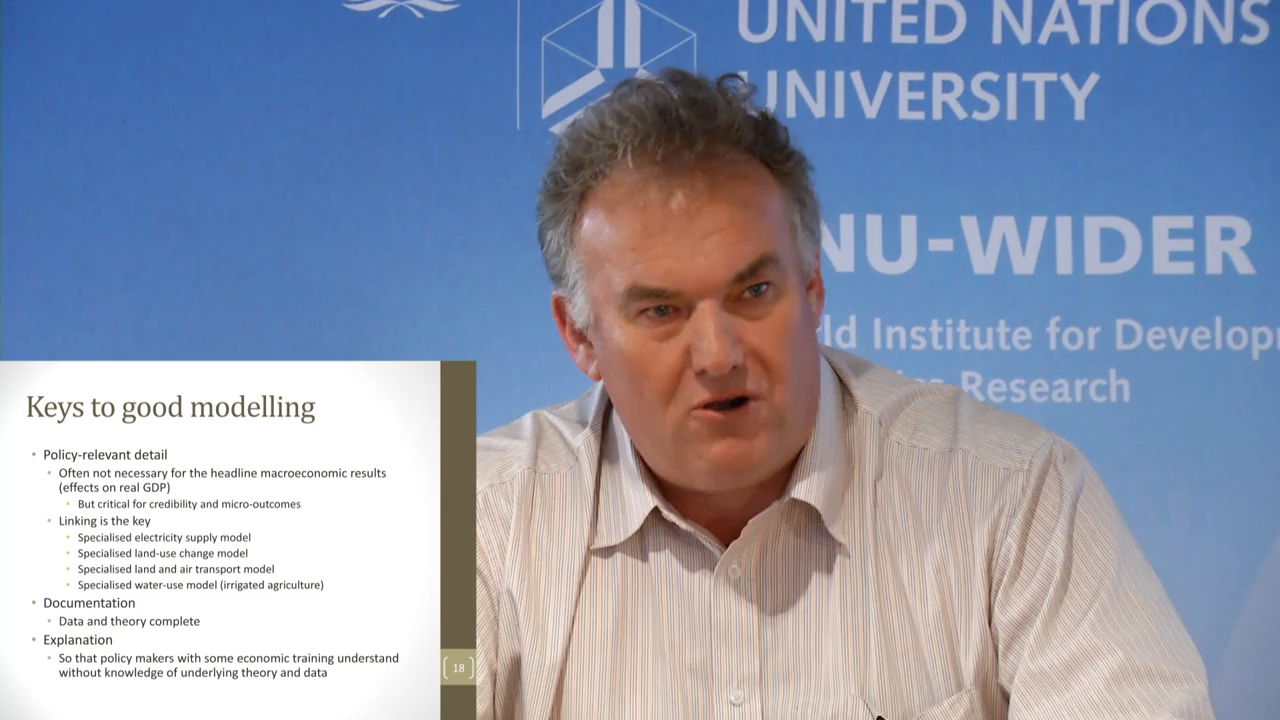 UNITED NATIONS
UNIVERSITY
NU-WIDER
Institute for
Research
Keys to good modelling
• Policy-relevant detail
• Often not necessary for the headline macroeconomic results
(effects on real GDP)
• But critical for credibility and micro-outcomes
• Linking is the key
• Specialised electricity supply model
• Specialised land-use change model
• Specialised land and air transport model
• Specialised water-use model (irrigated agriculture)
• Documentation
• Data and theory complete
• Explanation
• So that policy makers with some economic training understand
without knowledge of underlying theory and data
18